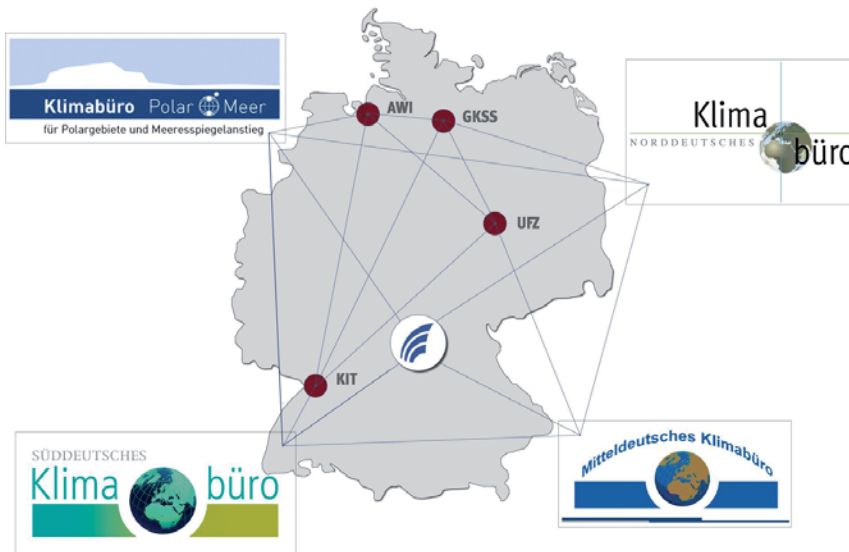 Klimabüro Polar Meer
für Polargebiete und Meeresspiegelanstieg
AWI
GKSS
Klima
NORDDEUTSCHES
büro
UFZ
KIT
SÜDDEUTSCHES
Klima büro
Mitteldeutsches Klimabüro